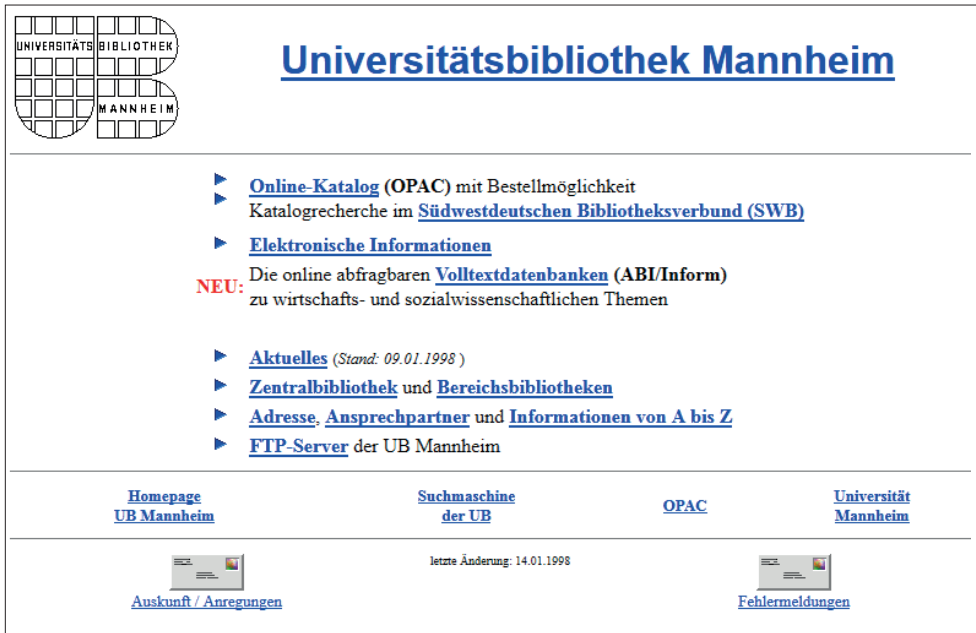 UNIVERSITÄTS BIBLIOTHEK
MANNHEIM
Universitätsbibliothek Mannheim
Online-Katalog (OPAC) mit Bestellmöglichkeit
Katalogrecherche im Südwestdeutschen Bibliotheksverbund (SWB)
Elektronische Informationen
NEU: Die online abfragbaren Volltextdatenbanken (ABI/Inform)
zu wirtschafts- und sozialwissenschaftlichen Themen
Aktuelles (Stand: 09.01.1998 )
Zentralbibliothek und Bereichsbibliotheken
Adresse, Ansprechpartner und Informationen von A bis Z
FTP-Server der UB Mannheim
Homepage
UB Mannheim
Suchmaschine
der UB
OPAC
Universität
Mannheim
letzte Änderung: 14.01.1998
Auskunft / Anregungen
Fehlermeldungen